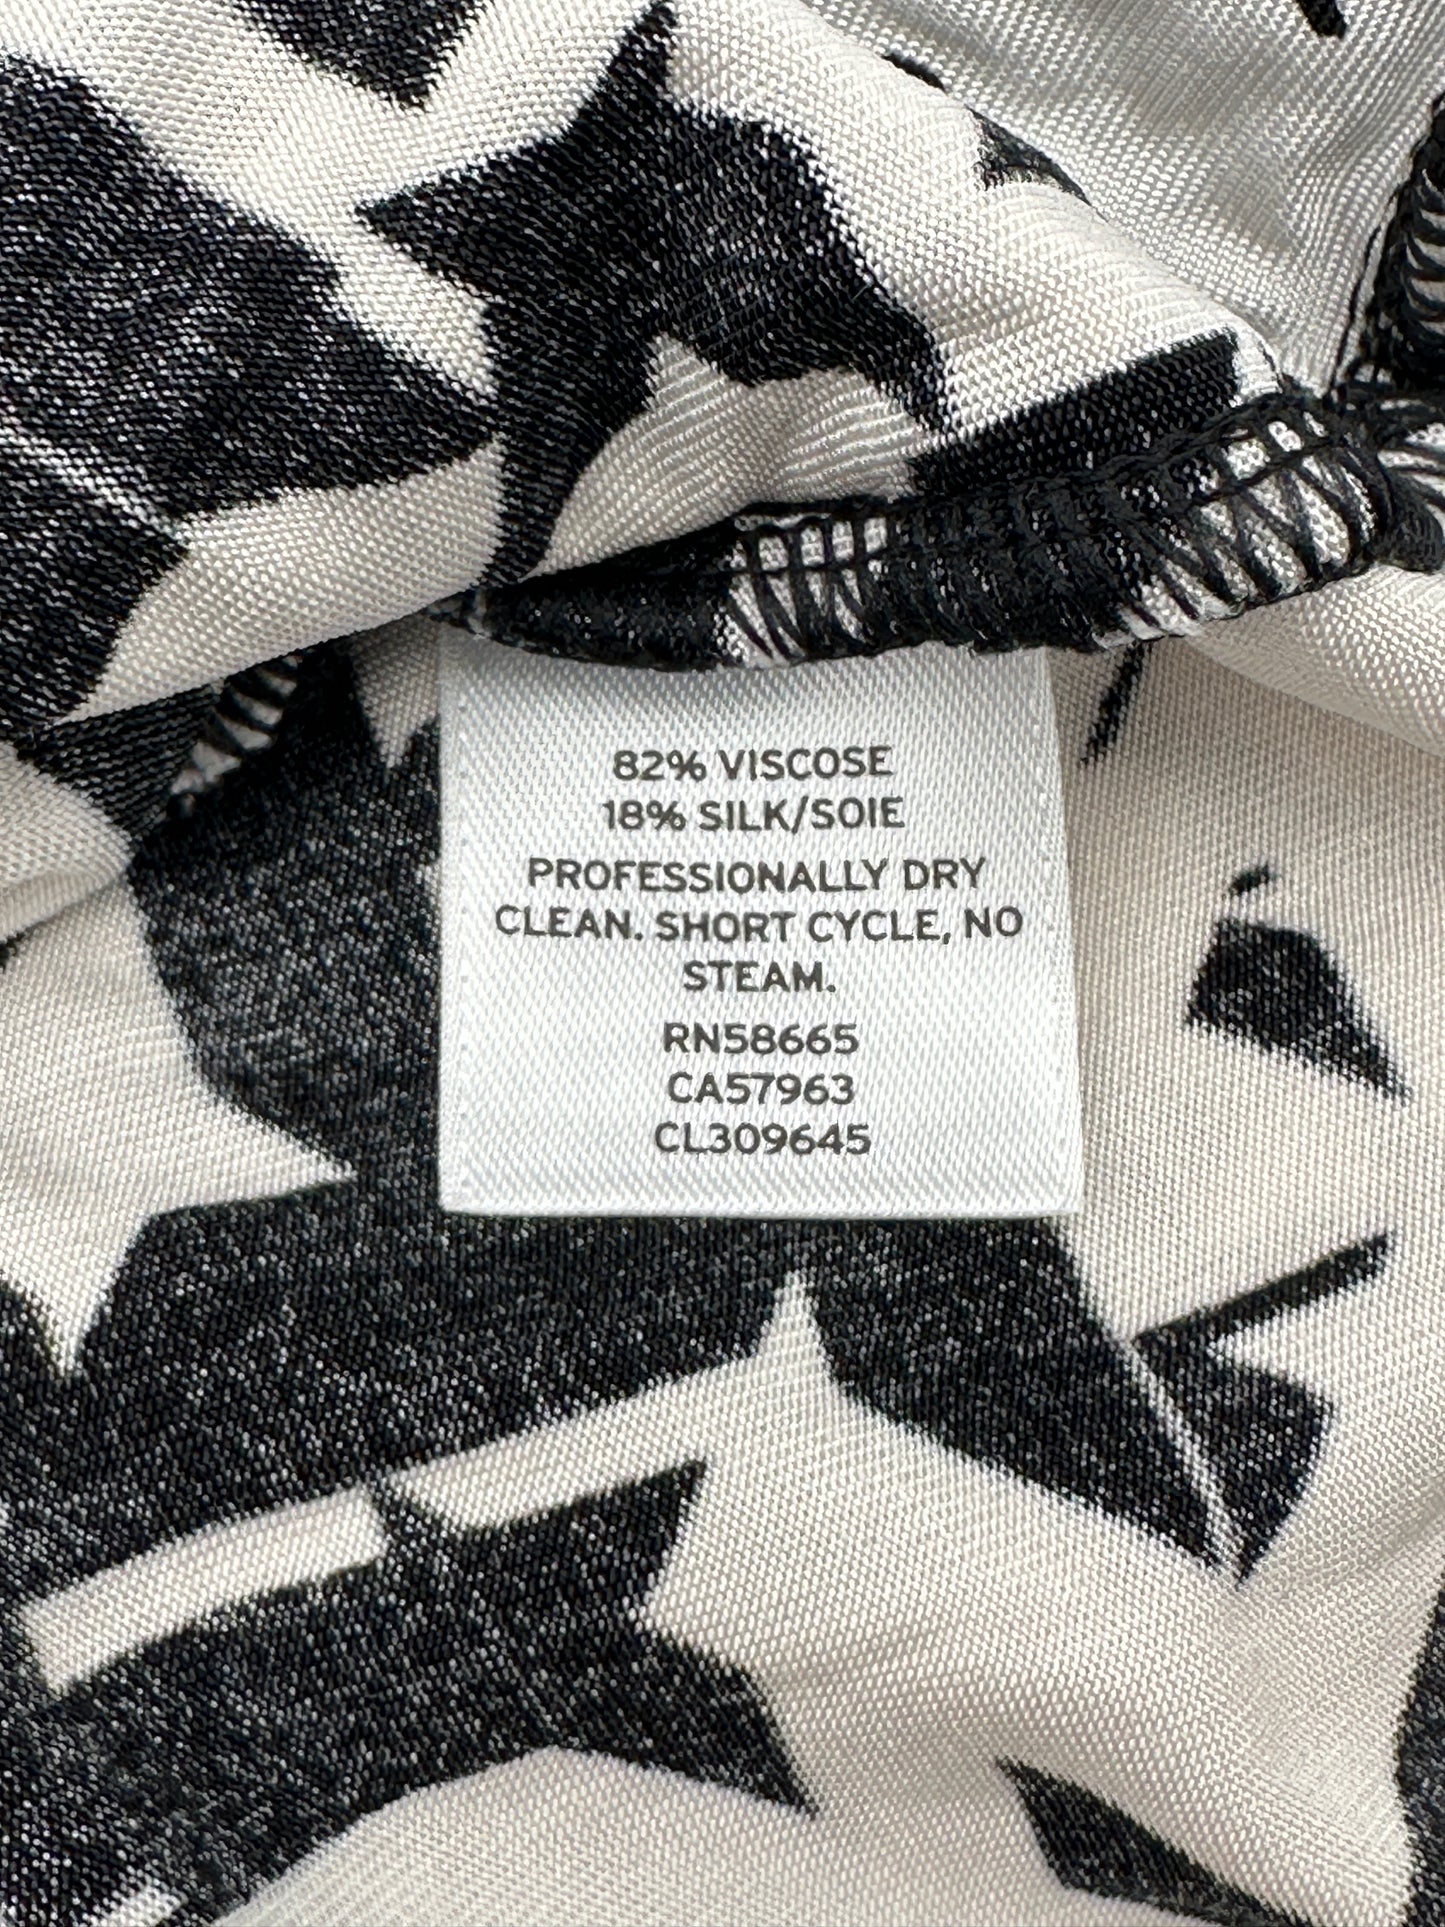 82% VISCOSE
18% SILK/SOIE
PROFESSIONALLY DRY
CLEAN. SHORT CYCLE, NO
STEAM.
RN58665
CA57963
CL309645